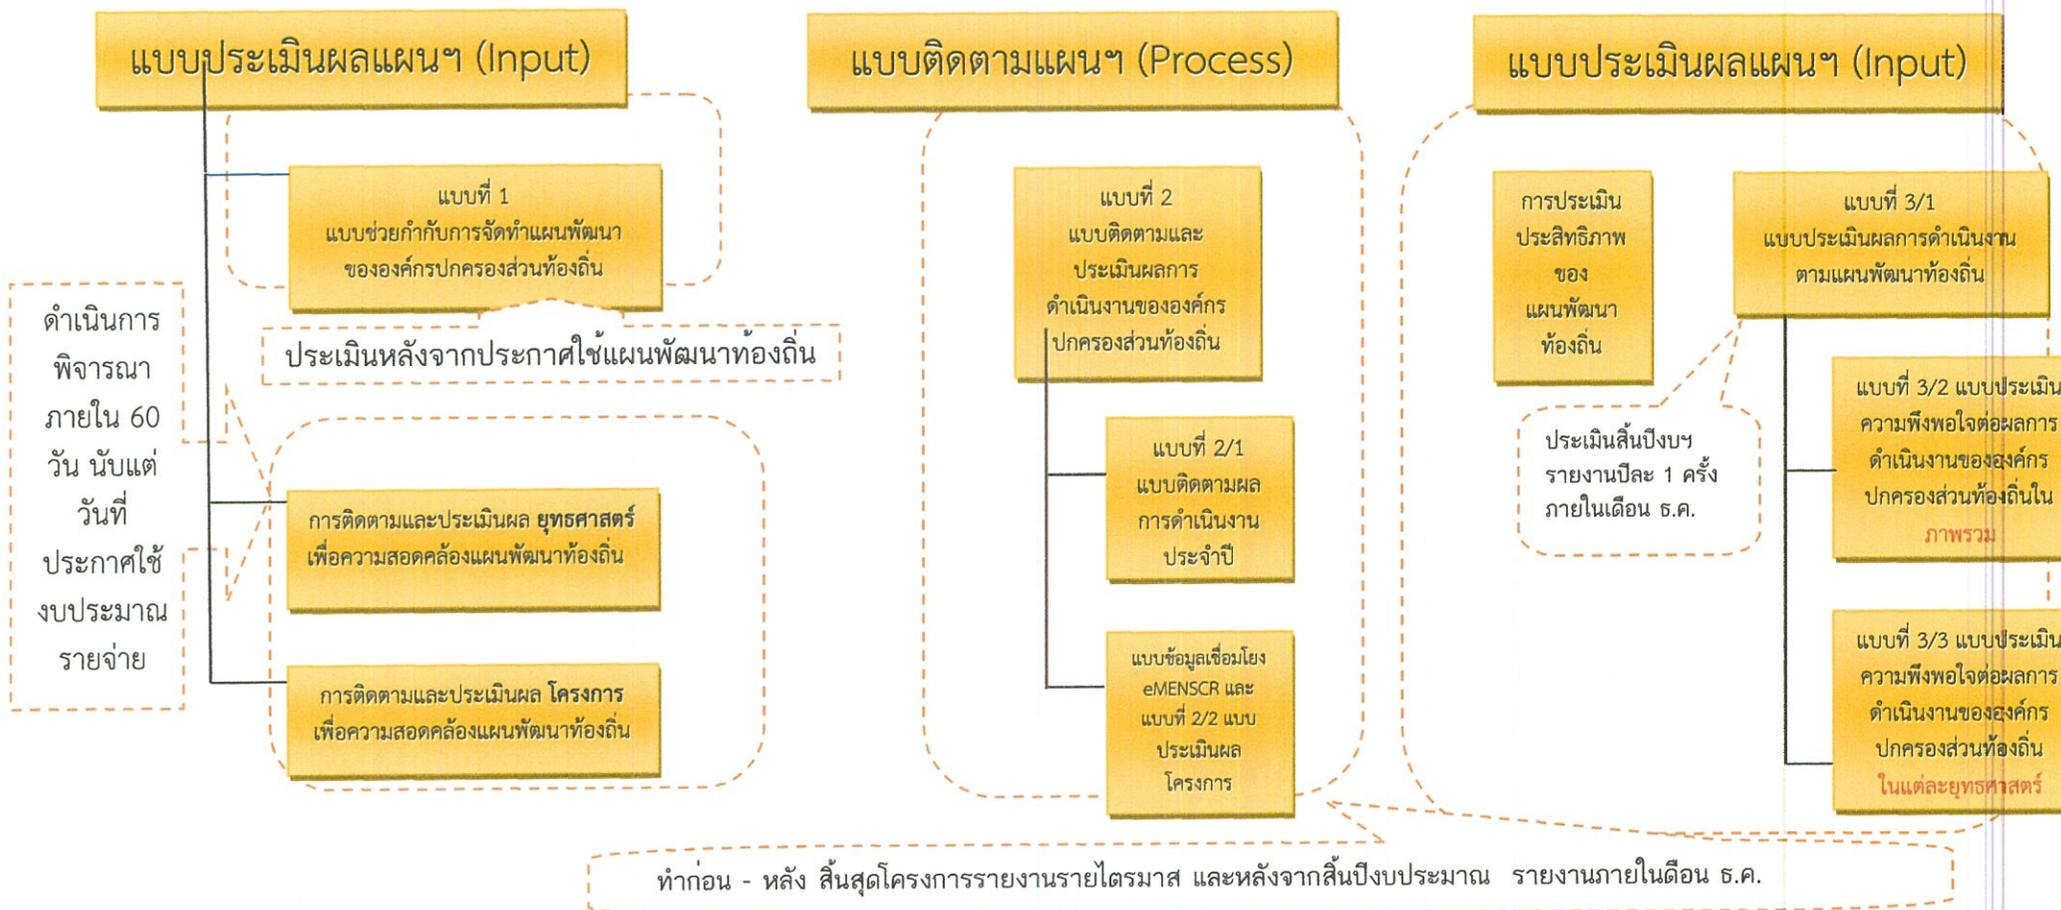 แบบประเมินผลแผนฯ (Input)
แบบที่ 1
แบบช่วยกำกับการจัดทำแผนพัฒนา
ขององค์กรปกครองส่วนท้องถิ่น
ประเมินหลังจากประกาศใช้แผนพัฒนาท้องถิ่น
ดำเนินการ
พิจารณา
ภายใน 60
วัน นับแต่
วันที่
ประกาศใช้
งบประมาณ
รายจ่าย
การติดตามและประเมินผล ยุทธศาสตร์
เพื่อความสอดคล้องแผนพัฒนาท้องถิ่น
การติดตามและประเมินผล โครงการ
เพื่อความสอดคล้องแผนพัฒนาท้องถิ่น
แบบติดตามแผนฯ (Process)
แบบที่ 2
แบบติดตามและ
ประเมินผลการ
ดำเนินงานขององค์กร
ปกครองส่วนท้องถิ่น
แบบที่ 2/1
แบบติดตามผล
การดำเนินงาน
ประจำปี
แบบข้อมูลเชื่อมโยง
eMENSCR และ
แบบที่ 2/2 แบบ
ประเมินผล
โครงการ
แบบประเมินผลแผนฯ (Input)
การประเมิน
ประสิทธิภาพ
ของ
แผนพัฒนา
ท้องถิ่น
แบบที่ 3/1
แบบประเมินผลการดำเนินงาน
ตามแผนพัฒนาท้องถิ่น
ประเมินสิ้นปีงบฯ
รายงานปีละ 1 ครั้ง
ภายในเดือน ธ.ค.
แบบที่ 3/2 แบบประเมิน
ความพึงพอใจต่อผลการ
ดำเนินงานขององค์กร
ปกครองส่วนท้องถิ่นใน
ภาพรวม
แบบที่ 3/3 แบบประเมิน
ความพึงพอใจต่อผลการ
ดำเนินงานขององค์กร
ปกครองส่วนท้องถิ่น
ในแต่ละยุทธศาสตร์
ทำก่อน - หลัง สิ้นสุดโครงการรายงานรายไตรมาส และหลังจากสิ้นปีงบประมาณ รายงานภายในเดือน ธ.ค.